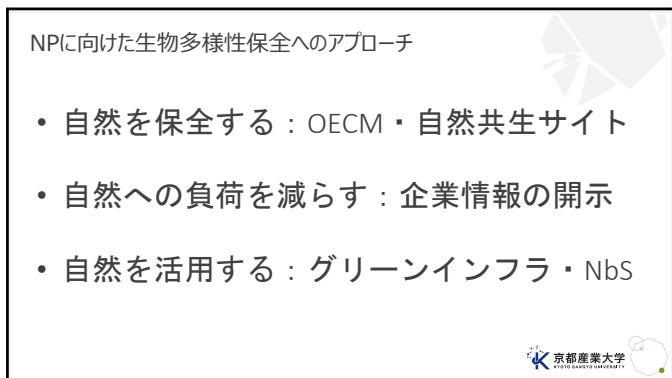 NPに向けた生物多様性保全へのアプローチ
• 自然を保全する：OECM・自然共生サイト
• 自然への負荷を減らす：企業情報の開示
• 自然を活用する：グリーンインフラ・NbS
京都産業大学
KYOTO SANGYO UNIVERSITY